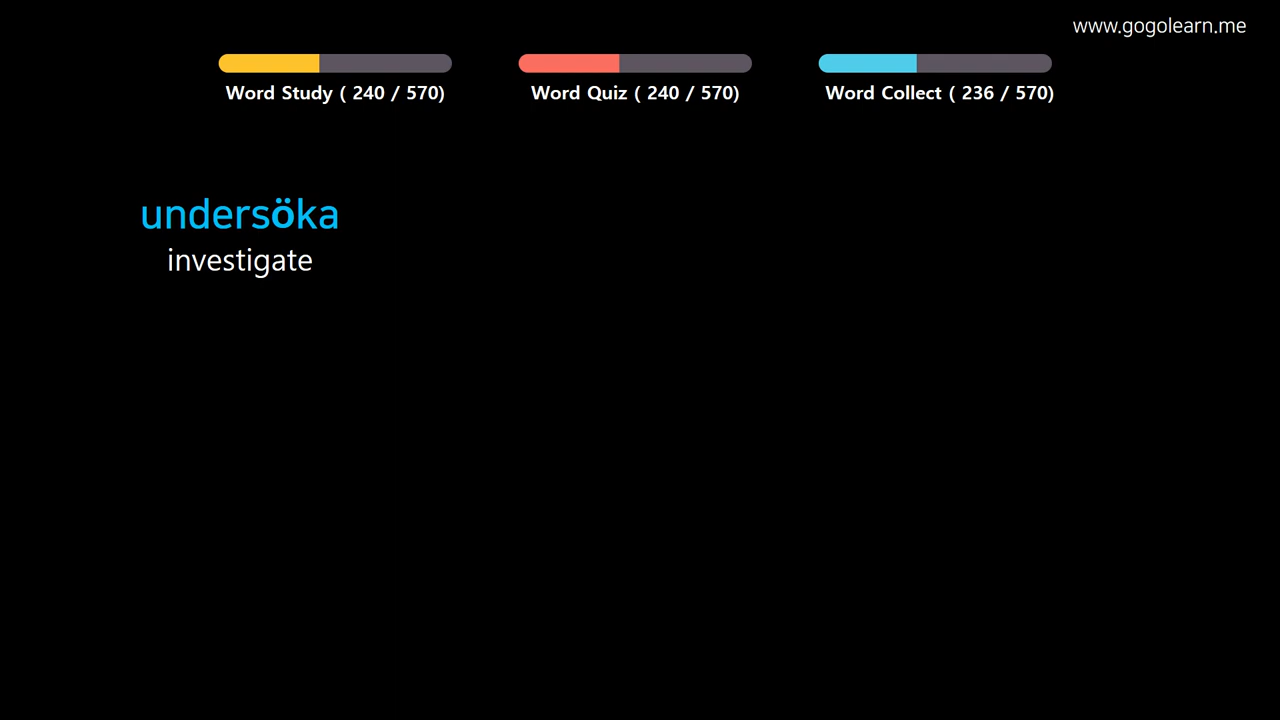 www.gogolearn.me
Word Study ( 240 / 570)
Word Quiz ( 240 / 570)
Word Collect ( 236 / 570)
undersöka
investigate